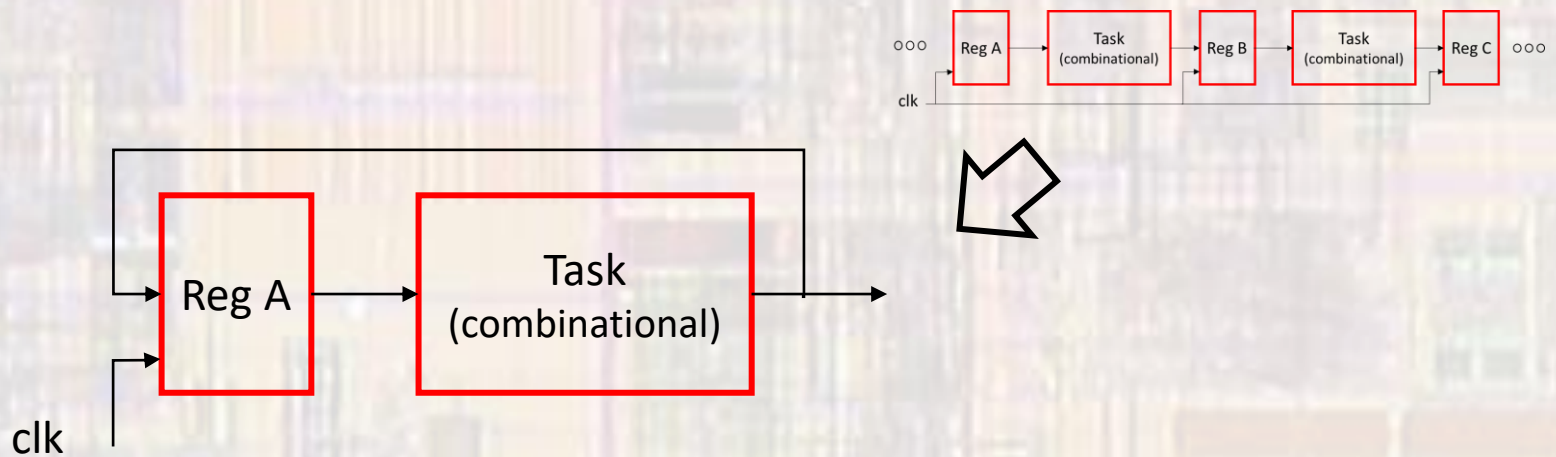 ooo
Reg A
Task
(combinational)
Reg B
Task
(combinational)
Reg C
ooo
clk
Reg A
Task
(combinational)
clk